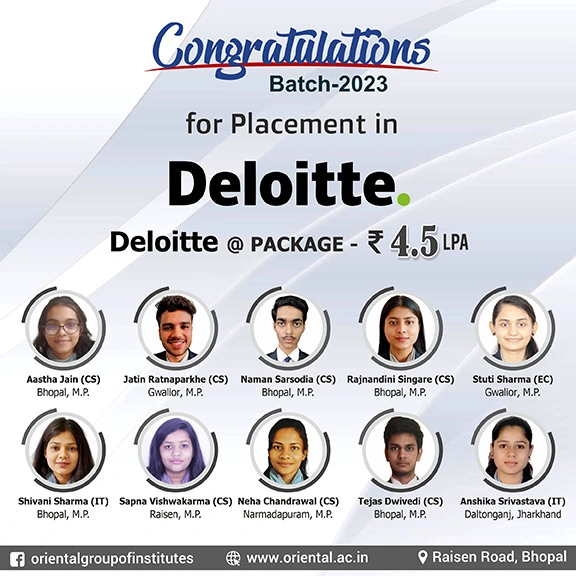 Congratulations
Batch-2023
for Placement in
Deloitte.
Deloitte @ PACKAGE - ₹ 4.5 LPA
Aastha Jain (CS) Jatin Ratnaparkhe (CS) Naman Sarsodia (CS) Rajnandini Singare (CS) Stuti Sharma (EC)
Bhopal, M.P. Gwalior, M.P. Bhopal, M.P. Bhopal, M.P. Gwalior, M.P.
Shivani Sharma (IT) Sapna Vishwakarma (CS) Neha Chandrawal (CS) Tejas Dwivedi (CS) Anshika Srivastava (IT)
Bhopal, M.P. Raisen, M.P. Narmadapuram, M.P. Bhopal, M.P. Daltonganj, Jharkhand
orientalgroupofinstitutes www.oriental.ac.in Raisen Road, Bhopal